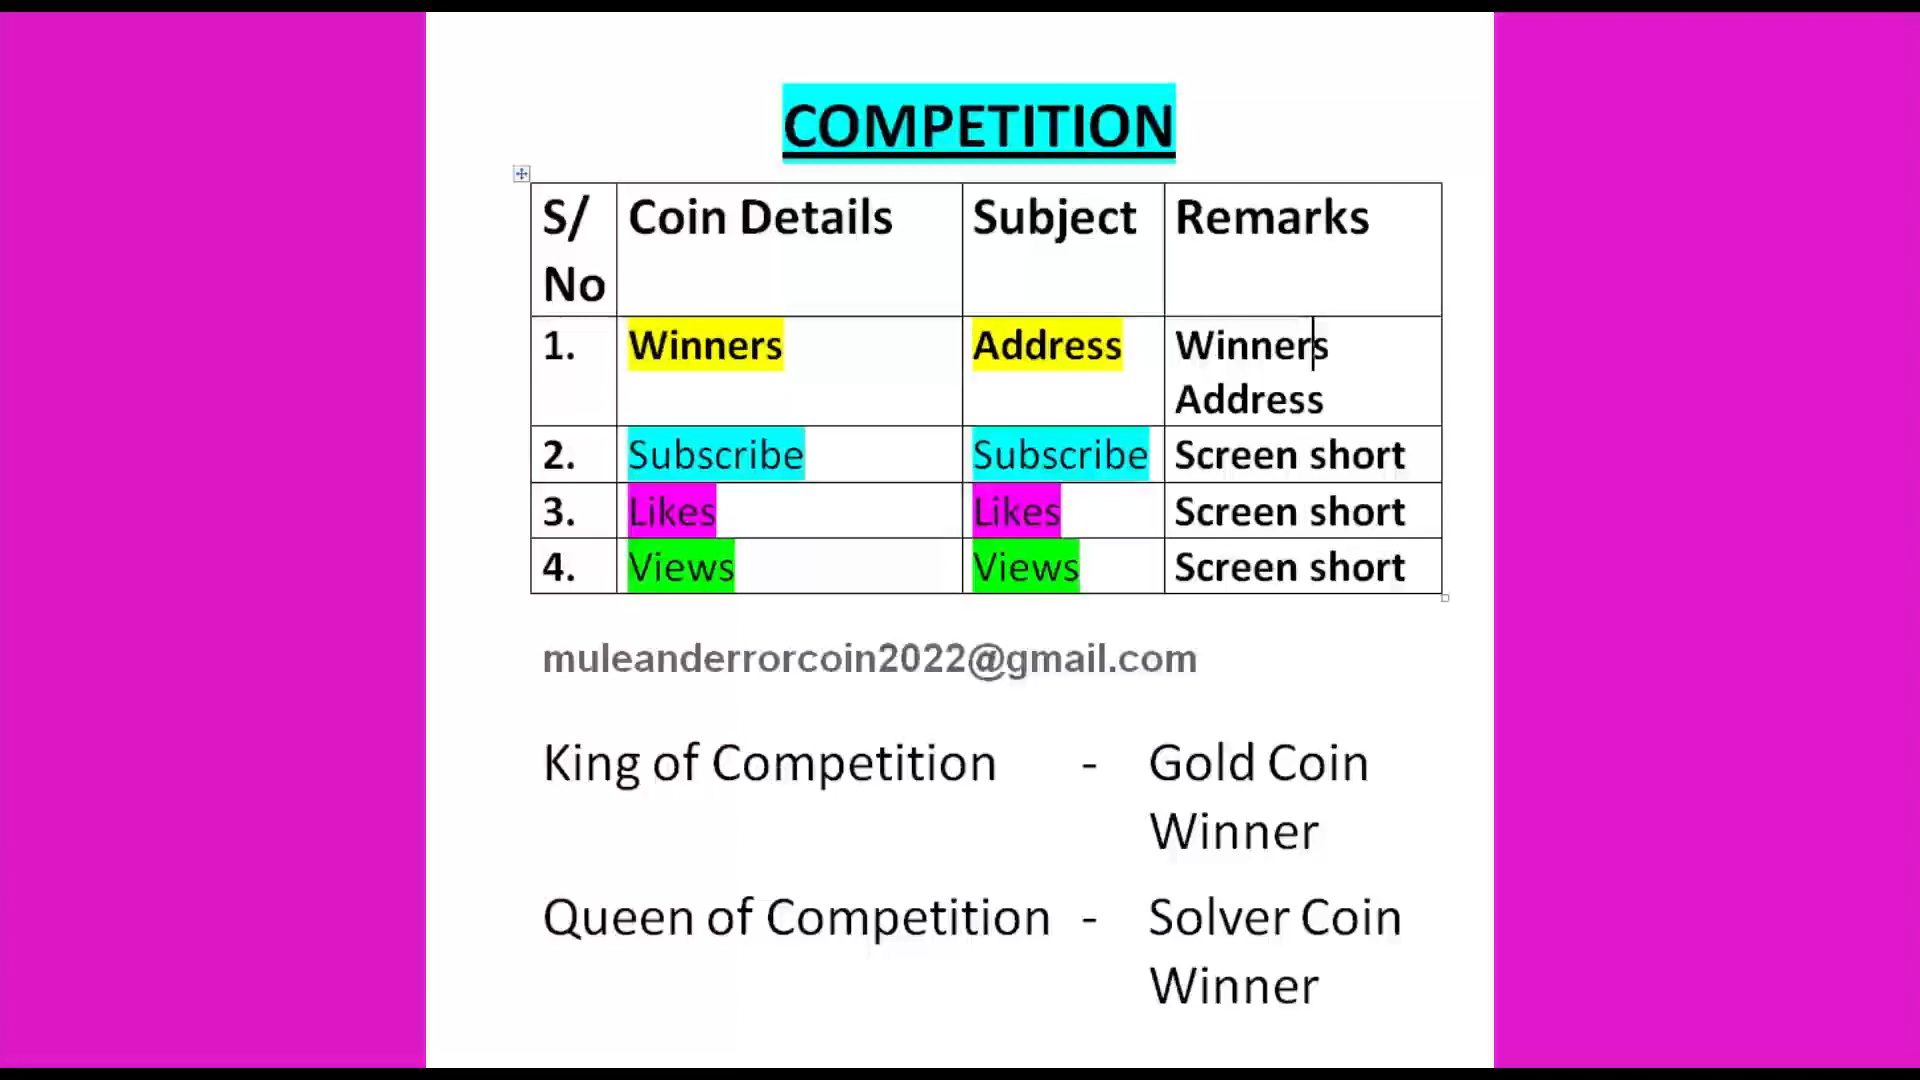 COMPETITION
S/ Coin Details Subject Remarks
No
1. Winners Address Winners
Address
2. Subscribe Subscribe Screen short
3. Likes Likes Screen short
4. Views Views Screen short
muleanderrorcoin2022@gmail.com
King of Competition - Gold Coin
Winner
Queen of Competition - Solver Coin
Winner